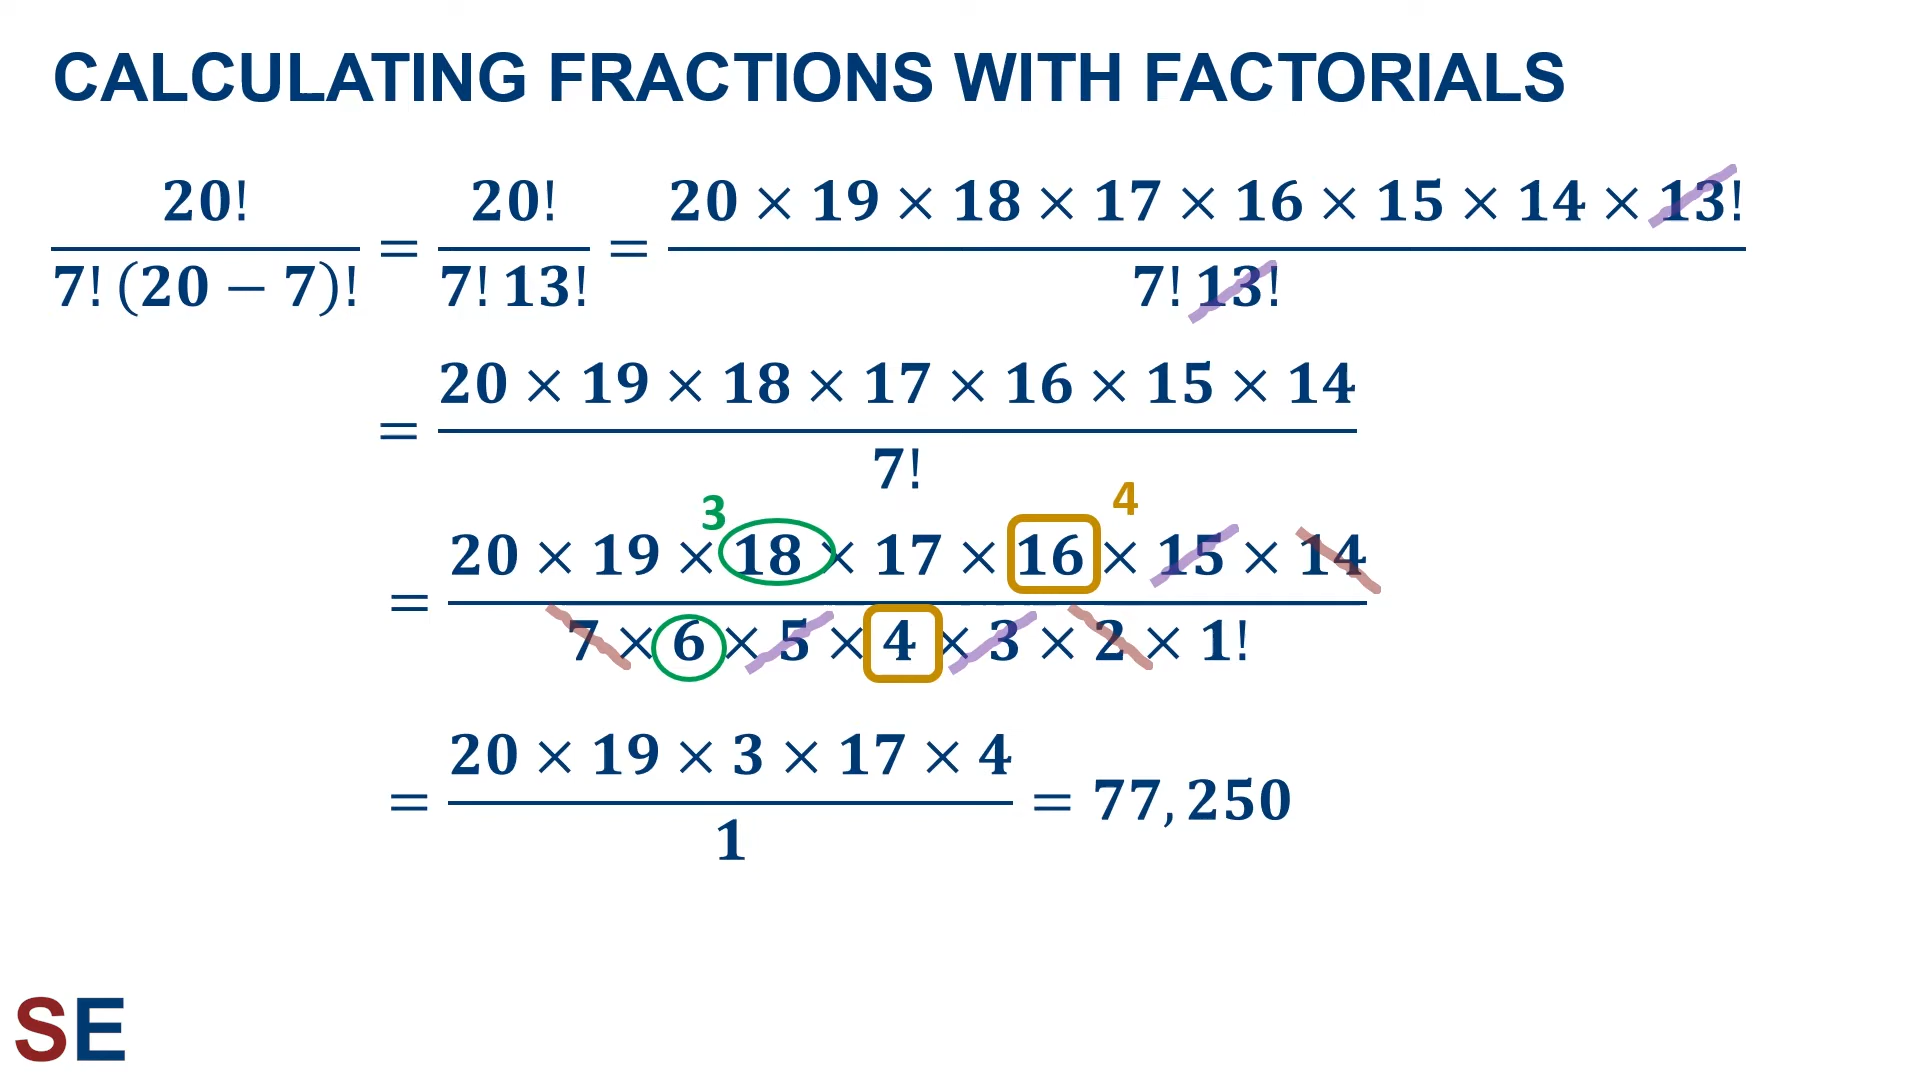 CALCULATING FRACTIONS WITH FACTORIALS
20! / 7! (20 − 7)! = 20! / 7! 13! = 20 × 19 × 18 × 17 × 16 × 15 × 14 × 13! / 7! 13!
= 20 × 19 × 18 × 17 × 16 × 15 × 14 / 7!
3 4
= 20 × 19 × 18 × 17 × 16 × 15 × 14 / 7 × 6 × 5 × 4 × 3 × 2 × 1!
= 20 × 19 × 3 × 17 × 4 / 1 = 77,250
SE